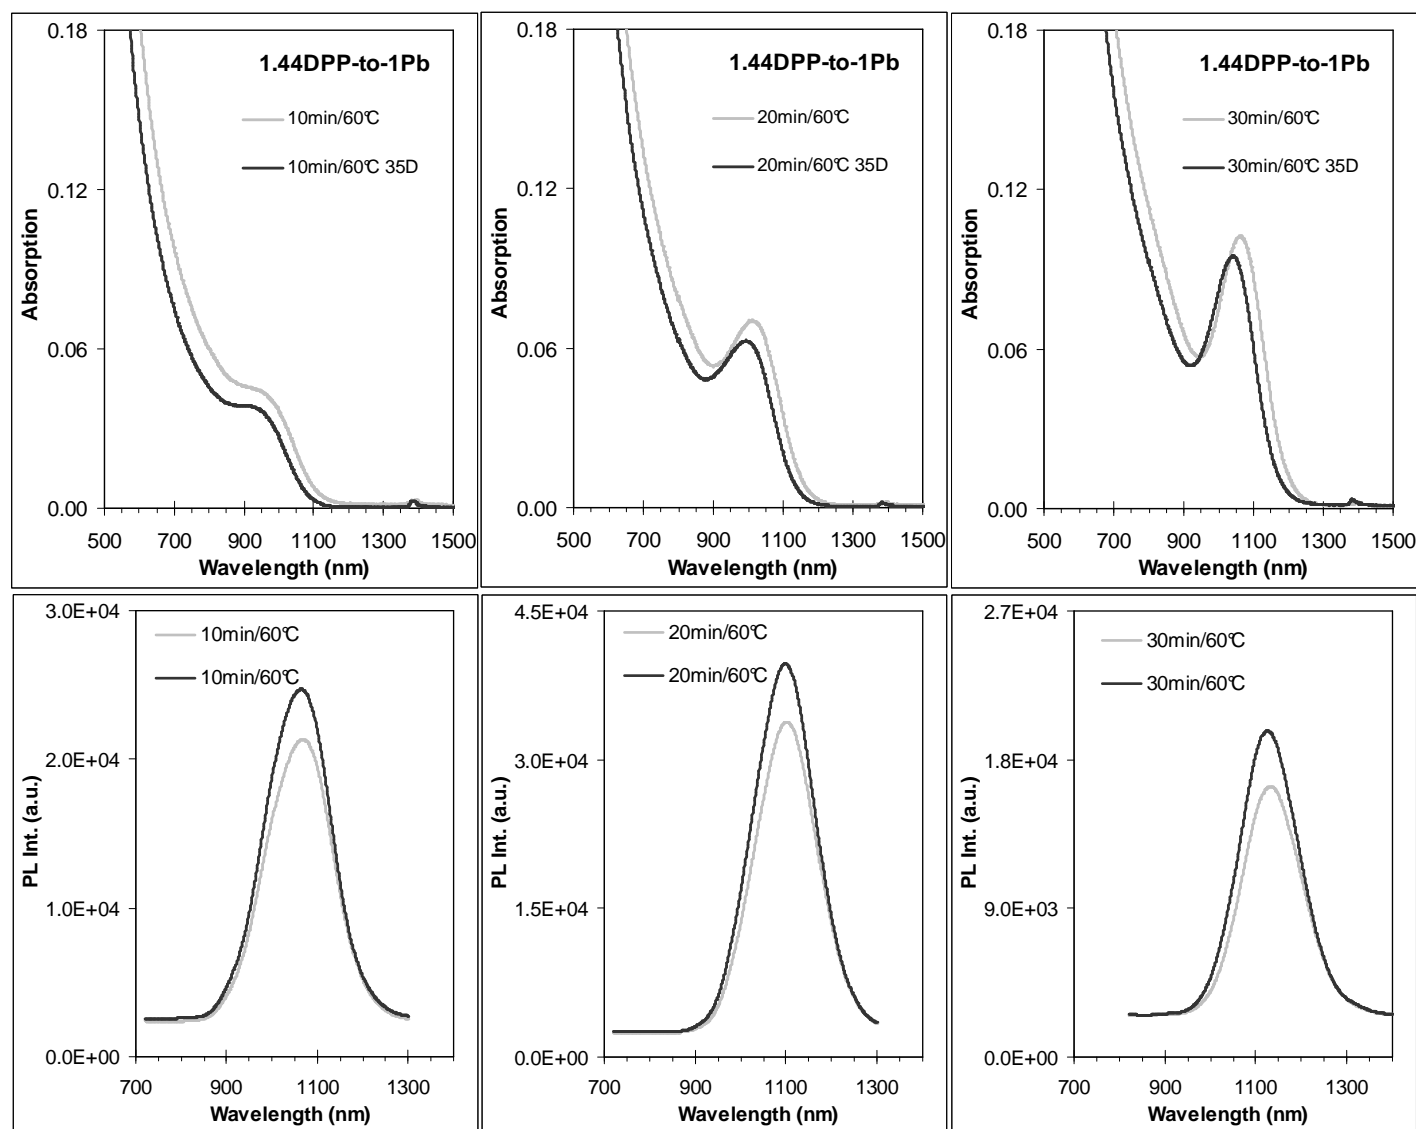 0.18
0.12
0.06
0.00
Absorption
1.44DPP-to-1Pb
10min/60°C
10min/60°C 35D
500 700 900 1100 1300 1500
Wavelength (nm)
0.18
0.12
0.06
0.00
Absorption
1.44DPP-to-1Pb
20min/60°C
20min/60°C 35D
500 700 900 1100 1300 1500
Wavelength (nm)
0.18
0.12
0.06
0.00
Absorption
1.44DPP-to-1Pb
30min/60°C
30min/60°C 35D
500 700 900 1100 1300 1500
Wavelength (nm)
3.0E+04
2.0E+04
1.0E+04
0.0E+00
PL Int. (a.u.)
10min/60°C
10min/60°C
700 900 1100 1300
Wavelength (nm)
4.5E+04
3.0E+04
1.5E+04
0.0E+00
PL Int. (a.u.)
20min/60°C
20min/60°C
700 900 1100 1300
Wavelength (nm)
2.7E+04
1.8E+04
9.0E+03
0.0E+00
PL Int. (a.u.)
30min/60°C
30min/60°C
700 900 1100 1300
Wavelength (nm)